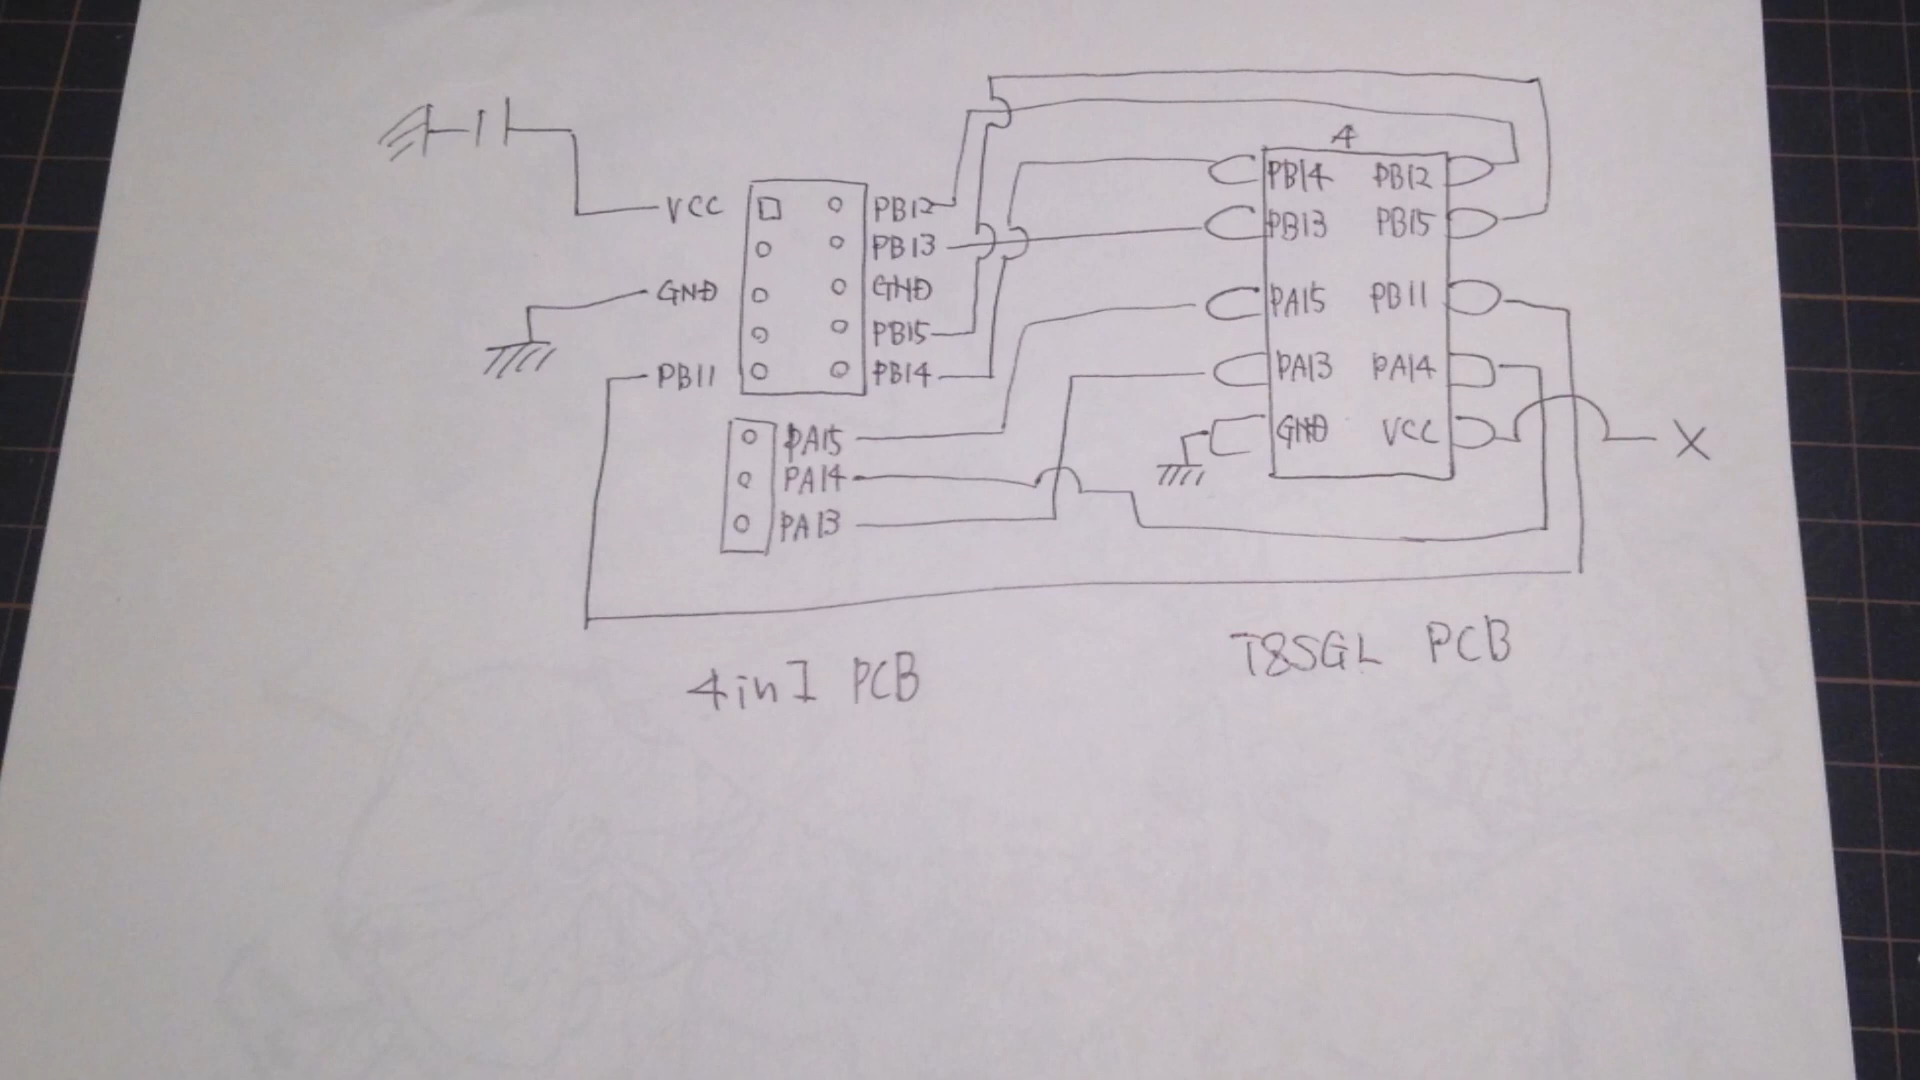 4
PB14 PB12
VCC PB12
PB13 PB15
PB13
GND GND
PA15 PB11
PB15
PB11 PB14
PA13 PA14
PA15
GND VCC X
PA14
PA13
4in1 PCB
T8SGL PCB